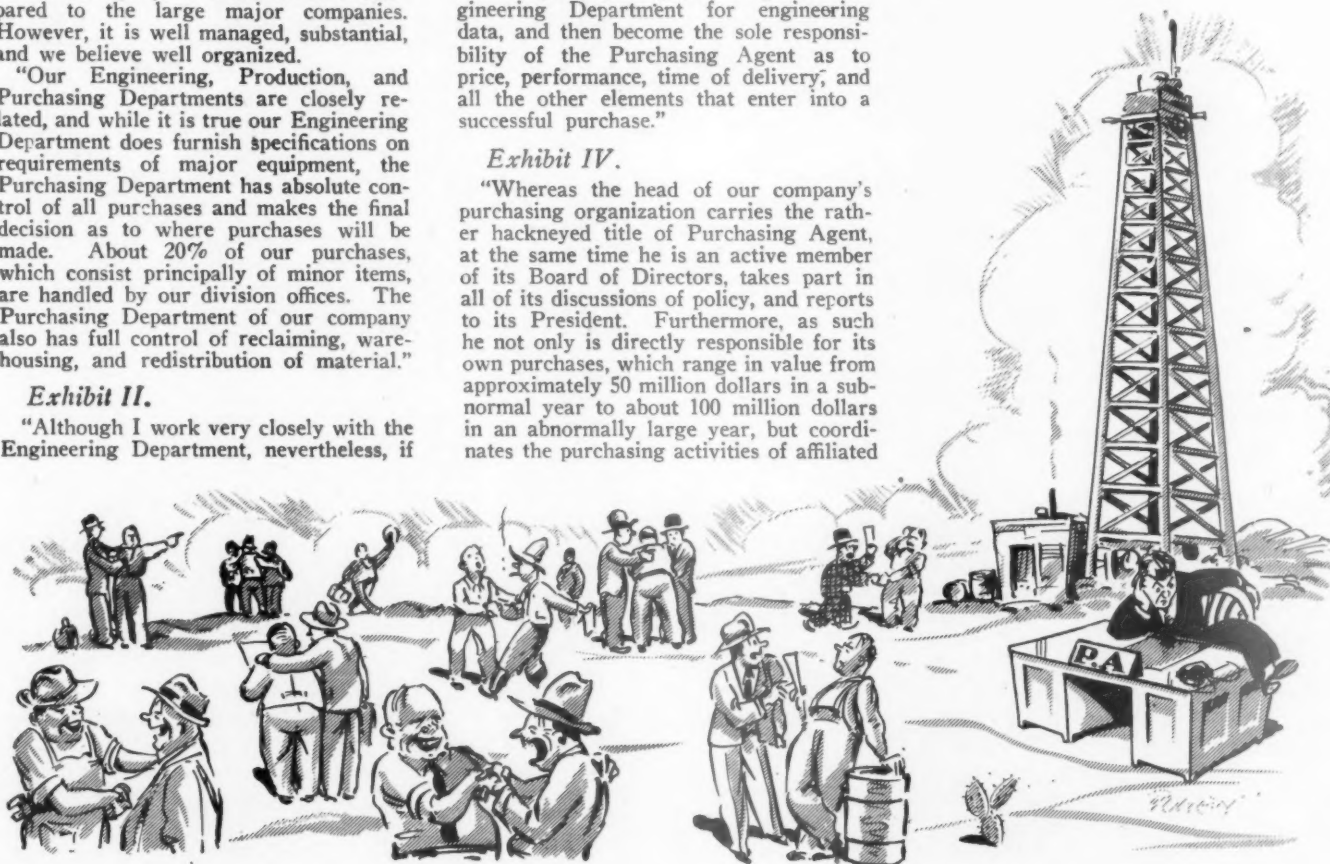 pared to the large major companies.
However, it is well managed, substantial,
and we believe well organized.
"Our Engineering, Production, and
Purchasing Departments are closely re-
lated, and while it is true our Engineering
Department does furnish specifications on
requirements of major equipment, the
Purchasing Department has absolute con-
trol of all purchases and makes the final
decision as to where purchases will be
made. About 20% of our purchases,
which consist principally of minor items,
are handled by our division offices. The
Purchasing Department of our company
also has full control of reclaiming, ware-
housing, and redistribution of material."
Exhibit II.
"Although I work very closely with the
Engineering Department, nevertheless, if
gineering Department for engineering
data, and then become the sole responsi-
bility of the Purchasing Agent as to
price, performance, time of delivery, and
all the other elements that enter into a
successful purchase."
Exhibit IV.
"Whereas the head of our company's
purchasing organization carries the rath-
er hackneyed title of Purchasing Agent,
at the same time he is an active member
of its Board of Directors, takes part in
all of its discussions of policy, and reports
to its President. Furthermore, as such
he not only is directly responsible for its
own purchases, which range in value from
approximately 50 million dollars in a sub-
normal year to about 100 million dollars
in an abnormally large year, but coordi-
nates the purchasing activities of affiliated
P.A